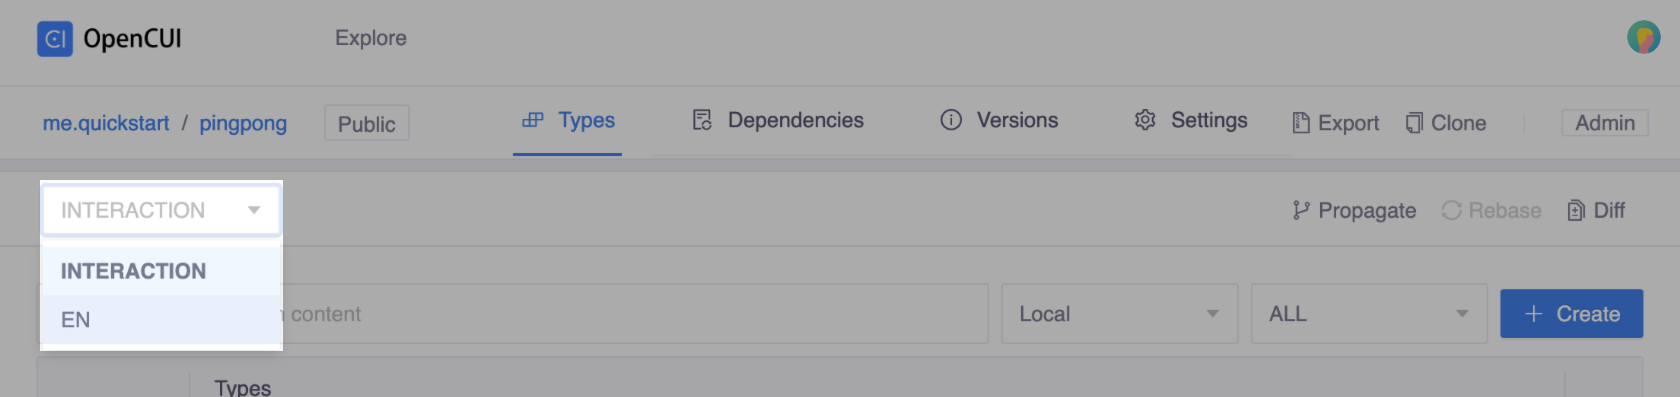 CI OpenCUI Explore
me.quickstart / pingpong Public Types Dependencies Versions Settings Export Clone Admin
INTERACTION Propagate Rebase Diff
INTERACTION
EN content Local ALL + Create
Types